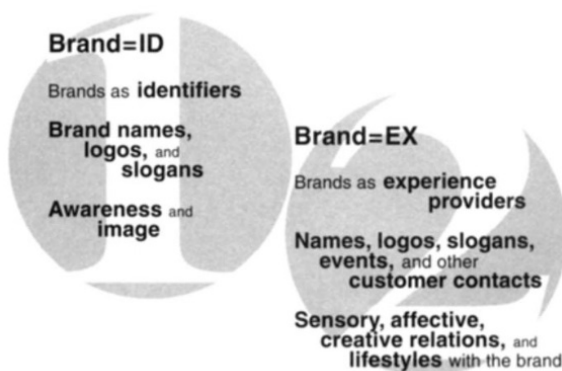 Brand=ID
Brands as identifiers
Brand names,
logos, and
slogans
Awareness and
image
Brand=EX
Brands as experience
providers
Names, logos, slogans,
events, and other
customer contacts
Sensory, affective,
creative relations, and
lifestyles with the brand